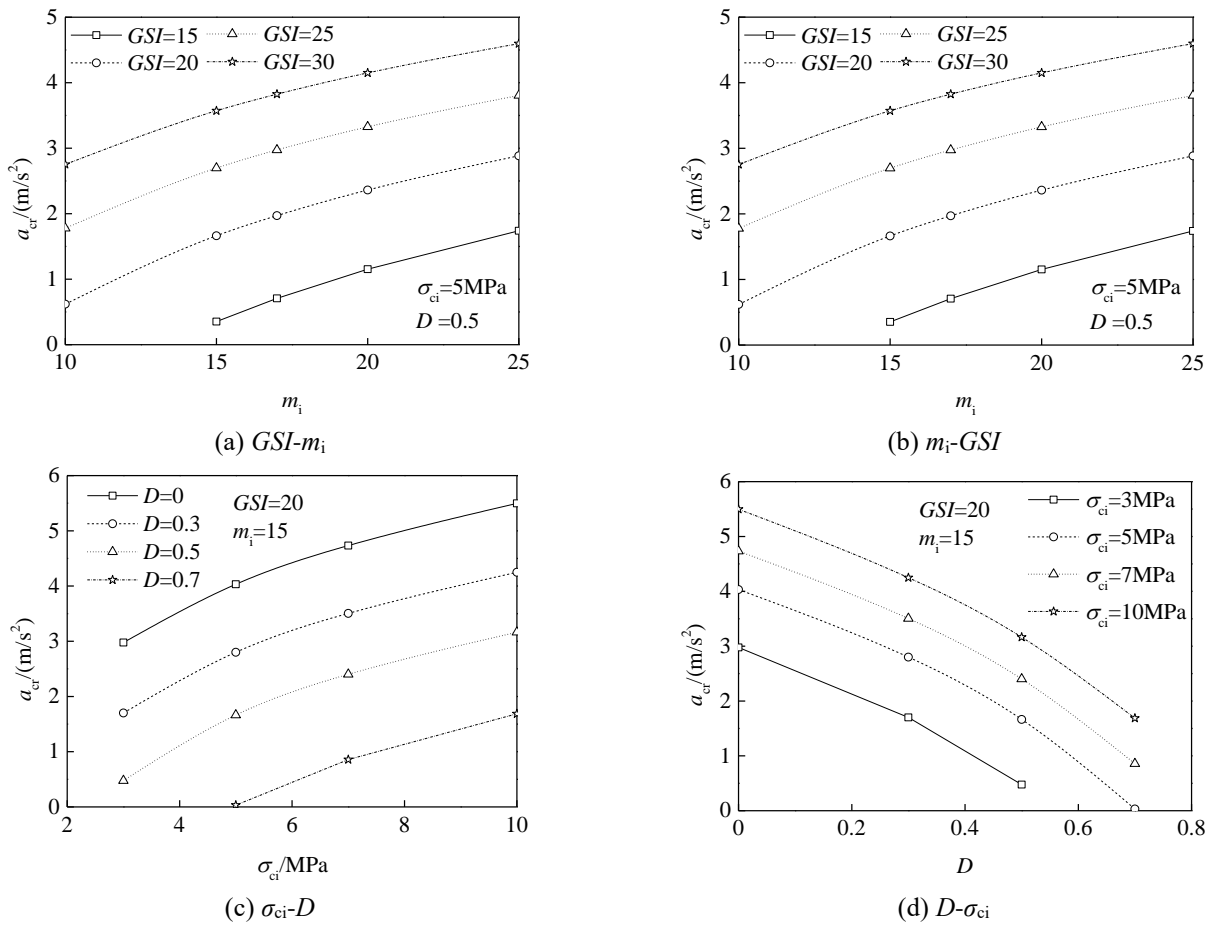 5
4
3
2
1
0
GSI=15 GSI=25
GSI=20 GSI=30
a_cr/(m/s²)
σ_ci=5MPa
D =0.5
10 15 20 25
m_i
(a) GSI-m_i
5
4
3
2
1
0
GSI=15 GSI=25
GSI=20 GSI=30
a_cr/(m/s²)
σ_ci=5MPa
D =0.5
10 15 20 25
m_i
(b) m_i-GSI
6
5
4
3
2
1
0
D=0
D=0.3
D=0.5
D=0.7
GSI=20
m_i=15
a_cr/(m/s²)
2 4 6 8 10
σ_ci/MPa
(c) σ_ci-D
6
5
4
3
2
1
0
GSI=20
m_i=15
σ_ci=3MPa
σ_ci=5MPa
σ_ci=7MPa
σ_ci=10MPa
a_cr/(m/s²)
0 0.2 0.4 0.6 0.8
D
(d) D-σ_ci